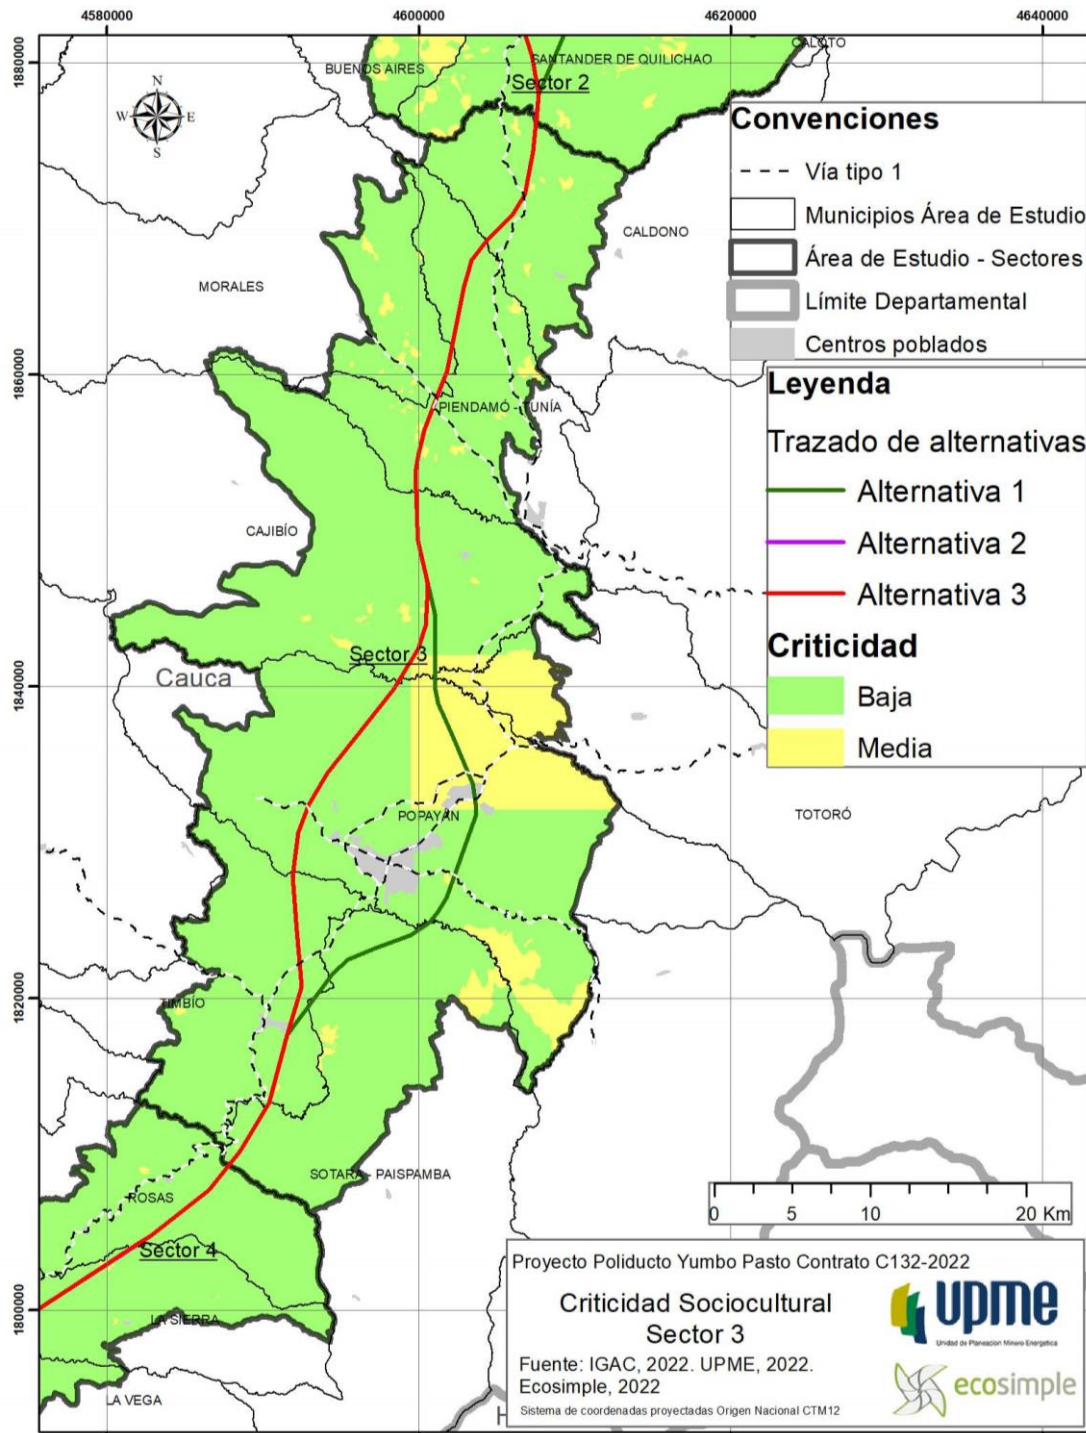 4580000
4600000
4620000
4640000
1880000
1860000
1840000
1820000
1800000
N
W
E
S
BUENOS AIRES
SANTANDER DE QUILICHAO
CALOTO
Sector 2
CALDONO
MORALES
PIENDAMÓ - TUNÍA
CAJIBÍO
Sector 3
Cauca
POPAYÁN
TOTORÓ
TIMBÍO
SOTARÁ - PAISPAMBA
ROSAS
Sector 4
LA SIERRA
LA VEGA
H
Convenciones
Vía tipo 1
Municipios Área de Estudio
Área de Estudio - Sectores
Límite Departamental
Centros poblados
Leyenda
Trazado de alternativas
Alternativa 1
Alternativa 2
Alternativa 3
Criticidad
Baja
Media
0 5 10 20 Km
Proyecto Poliducto Yumbo Pasto Contrato C132-2022
Criticidad Sociocultural
Sector 3
Fuente: IGAC, 2022. UPME, 2022.
Ecosimple, 2022
Sistema de coordenadas proyectadas Origen Nacional CTM12
upme
Unidad de Planeación Minero Energética
ecosimple